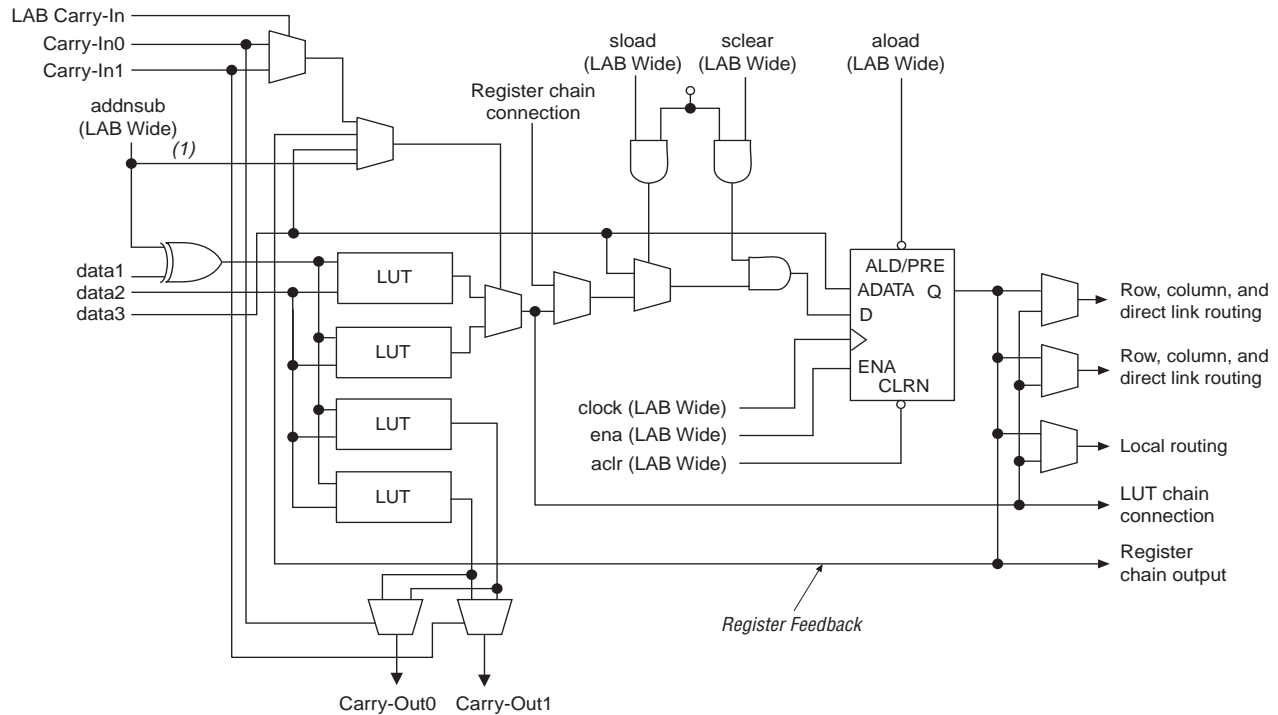 LAB Carry-In
Carry-In0
Carry-In1
addnsub
(LAB Wide)
(1)
Register chain
connection
sload
(LAB Wide)
sclear
(LAB Wide)
aload
(LAB Wide)
data1
data2
data3
LUT
LUT
LUT
LUT
ALD/PRE
ADATA Q
D
ENA
CLRN
clock (LAB Wide)
ena (LAB Wide)
aclr (LAB Wide)
Row, column, and
direct link routing
Row, column, and
direct link routing
Local routing
LUT chain
connection
Register
chain output
Register Feedback
Carry-Out0
Carry-Out1